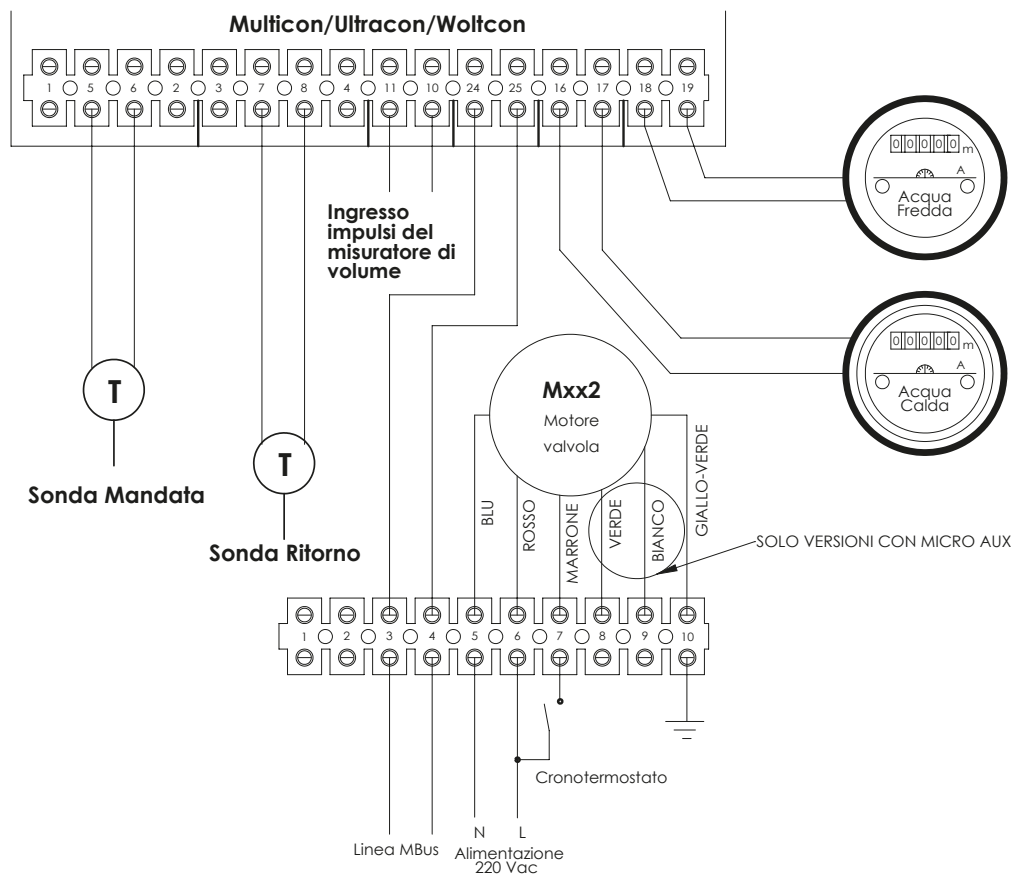 Multicon/Ultracon/Woltcon
1 5 6 2 3 7 8 4 11 10 24 25 16 17 18 19
00000 m
A
Acqua
Fredda
Ingresso
impulsi del
misuratore di
volume
00000 m
A
Acqua
Calda
T
Sonda Mandata
T
Sonda Ritorno
Mxx2
Motore
valvola
BLU
ROSSO
MARRONE
VERDE
BIANCO
GIALLO-VERDE
SOLO VERSIONI CON MICRO AUX
1 2 3 4 5 6 7 8 9 10
Cronotermostato
Linea MBus
N L
Alimentazione
220 Vac